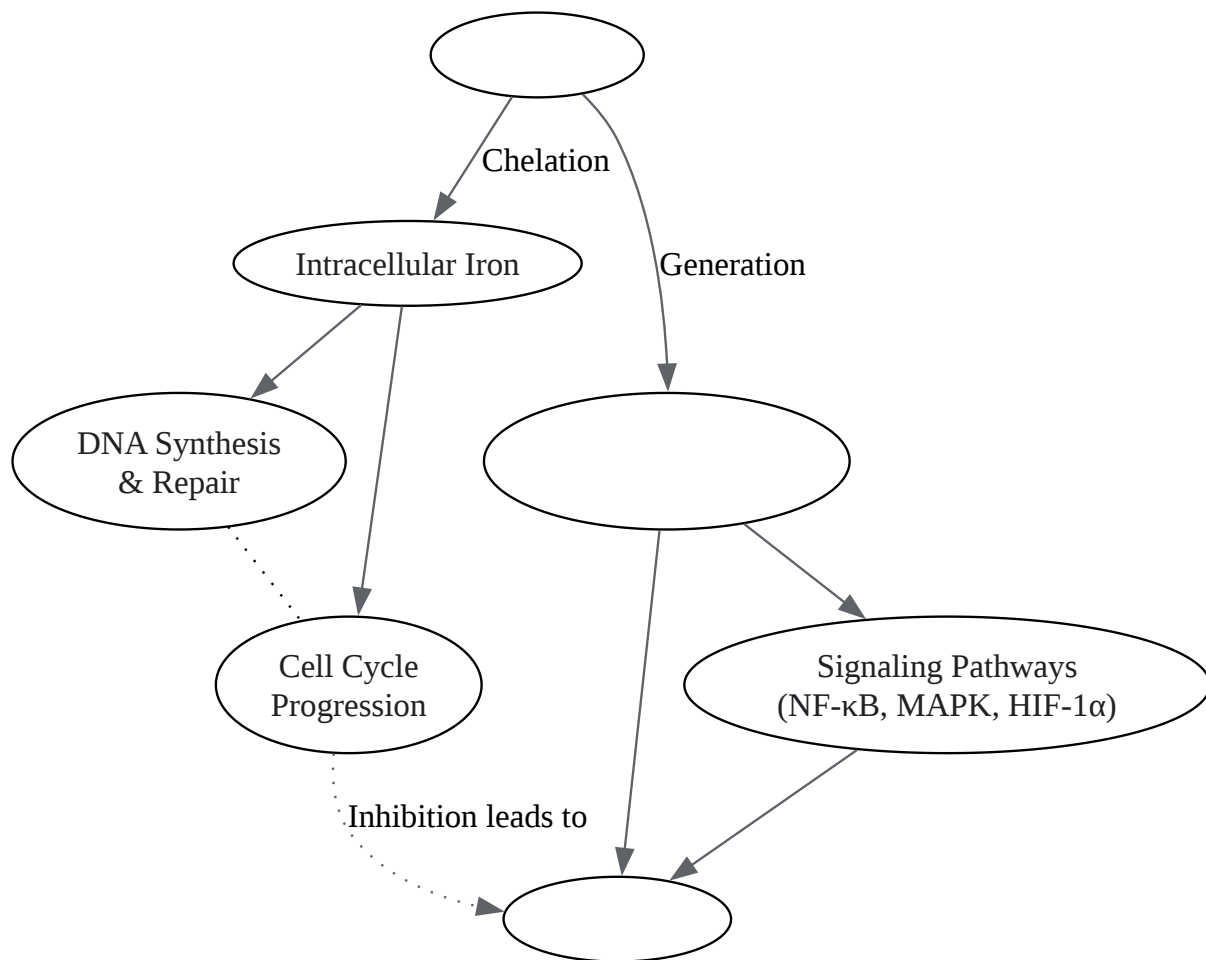 Chelation
Intracellular Iron
Generation
DNA Synthesis
& Repair
Cell Cycle
Progression
Signaling Pathways
(NF-κB, MAPK, HIF-1α)
Inhibition leads to